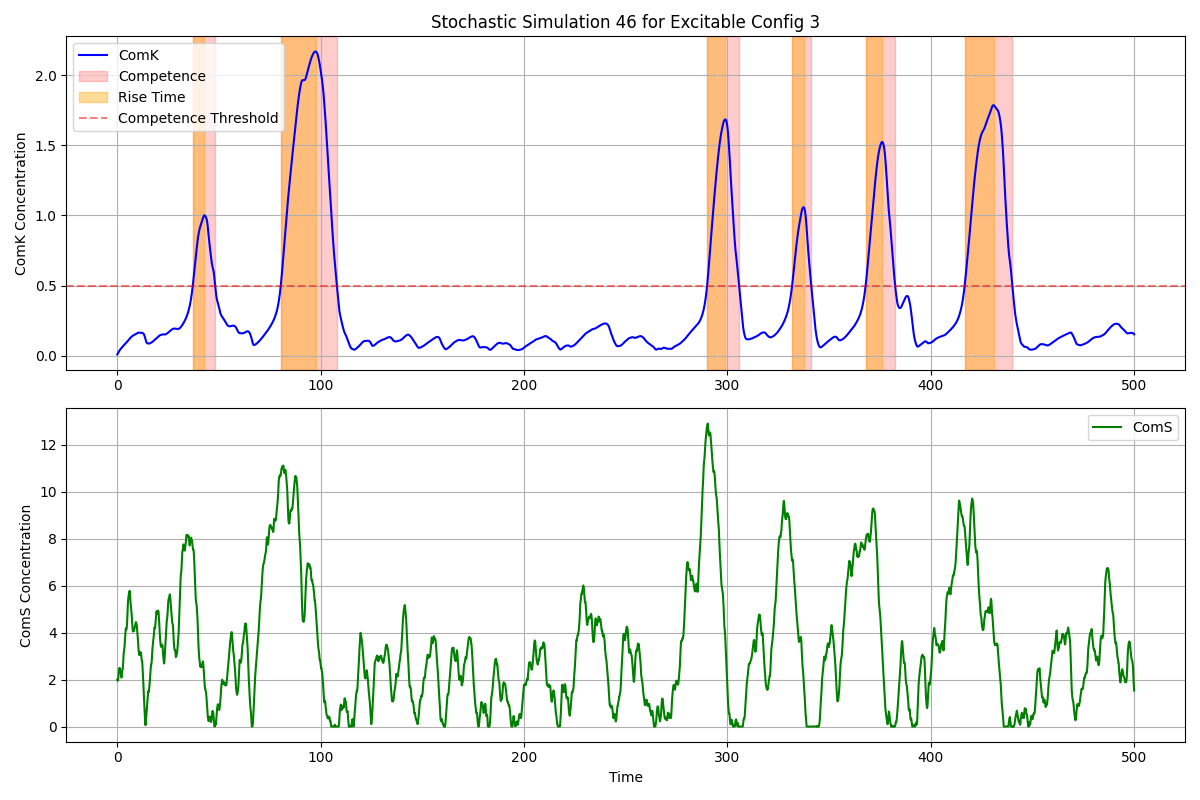 Stochastic Simulation 46 for Excitable Config 3
ComK
Competence
Rise Time
Competence Threshold
ComK Concentration
2.0
1.5
1.0
0.5
0.0
0 100 200 300 400 500
ComS
ComS Concentration
12
10
8
6
4
2
0
0 100 200 300 400 500
Time